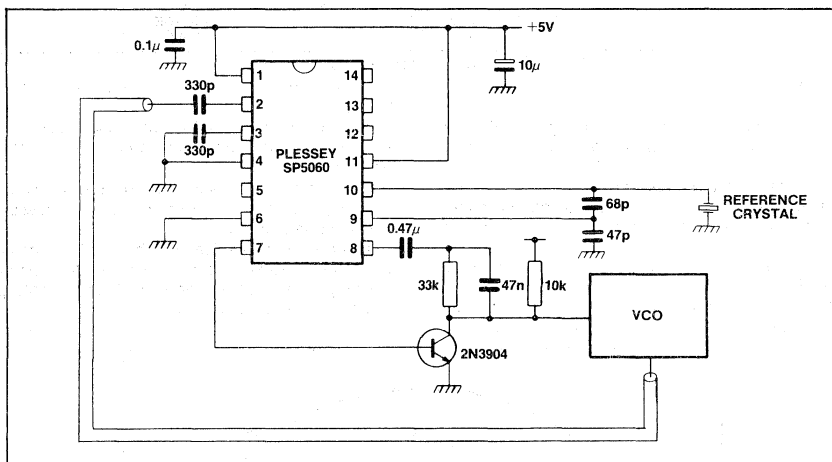 +5V
0.1µ
10µ
1
14
330p
2
13
3
12
330p
PLESSEY
SP5060
4
11
5
10
68p
REFERENCE
CRYSTAL
6
9
47p
0.47µ
7
8
33k
47n
10k
VCO
2N3904